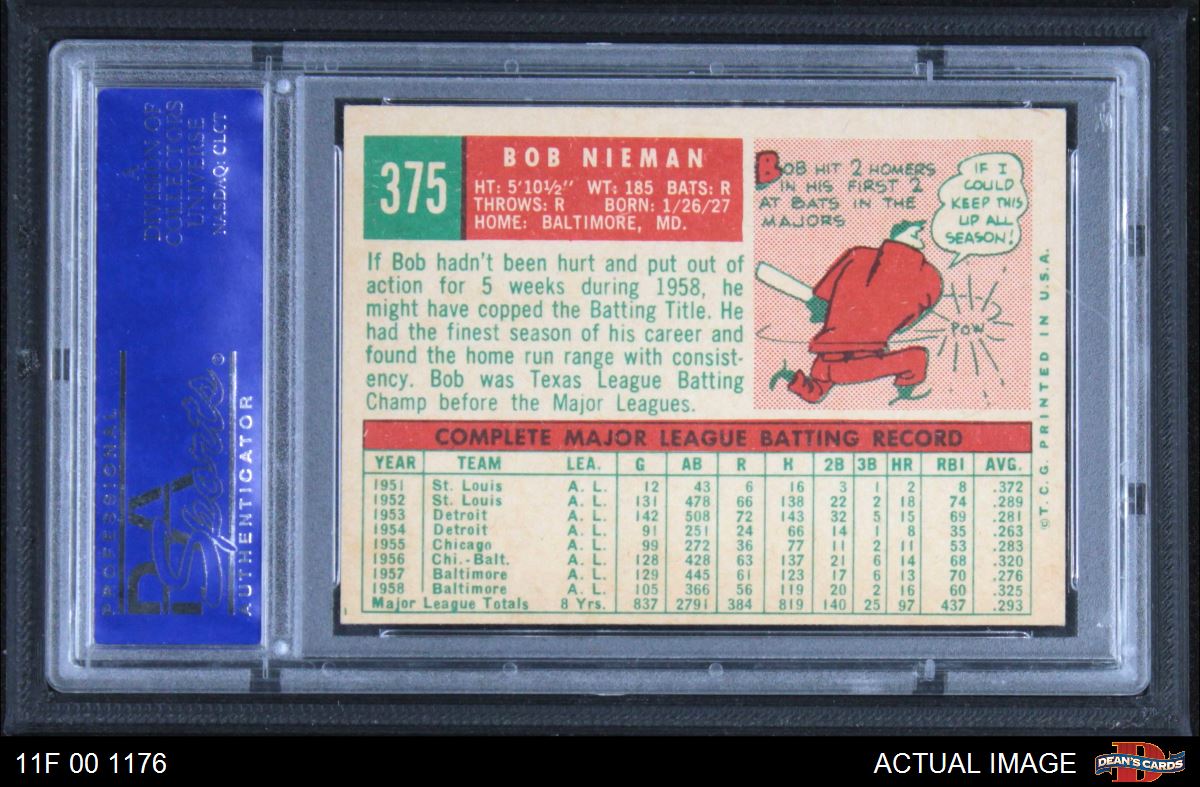 A
DIVISION OF
COLLECTORS
UNIVERSE
NASDAQ: CLCT
PROFESSIONAL
PSA
Sports®
AUTHENTICATOR
375
BOB NIEMAN
HT: 5'10½" WT: 185 BATS: R
THROWS: R BORN: 1/26/27
HOME: BALTIMORE, MD.
If Bob hadn't been hurt and put out of
action for 5 weeks during 1958, he
might have copped the Batting Title. He
had the finest season of his career and
found the home run range with consist-
ency. Bob was Texas League Batting
Champ before the Major Leagues.
BOB HIT 2 HOMERS
IN HIS FIRST 2
AT BATS IN THE
MAJORS
IF I
COULD
KEEP THIS
UP ALL
SEASON!
POW
©T.C.G. PRINTED IN U.S.A.
COMPLETE MAJOR LEAGUE BATTING RECORD
YEAR TEAM LEA. G AB R H 2B 3B HR RBI AVG.
1951 St. Louis A. L. 12 43 6 16 3 1 2 8 .372
1952 St. Louis A. L. 131 478 66 138 22 2 18 74 .289
1953 Detroit A. L. 142 508 72 143 32 5 15 69 .281
1954 Detroit A. L. 91 251 24 66 14 1 8 35 .263
1955 Chicago A. L. 99 272 36 77 11 2 11 53 .283
1956 Chi.-Balt. A. L. 128 428 63 137 21 6 14 68 .320
1957 Baltimore A. L. 129 445 61 123 17 6 13 70 .276
1958 Baltimore A. L. 105 366 56 119 20 2 16 60 .325
Major League Totals 8 Yrs. 837 2791 384 819 140 25 97 437 .293
11F 00 1176
ACTUAL IMAGE
D
DEAN'S CARDS